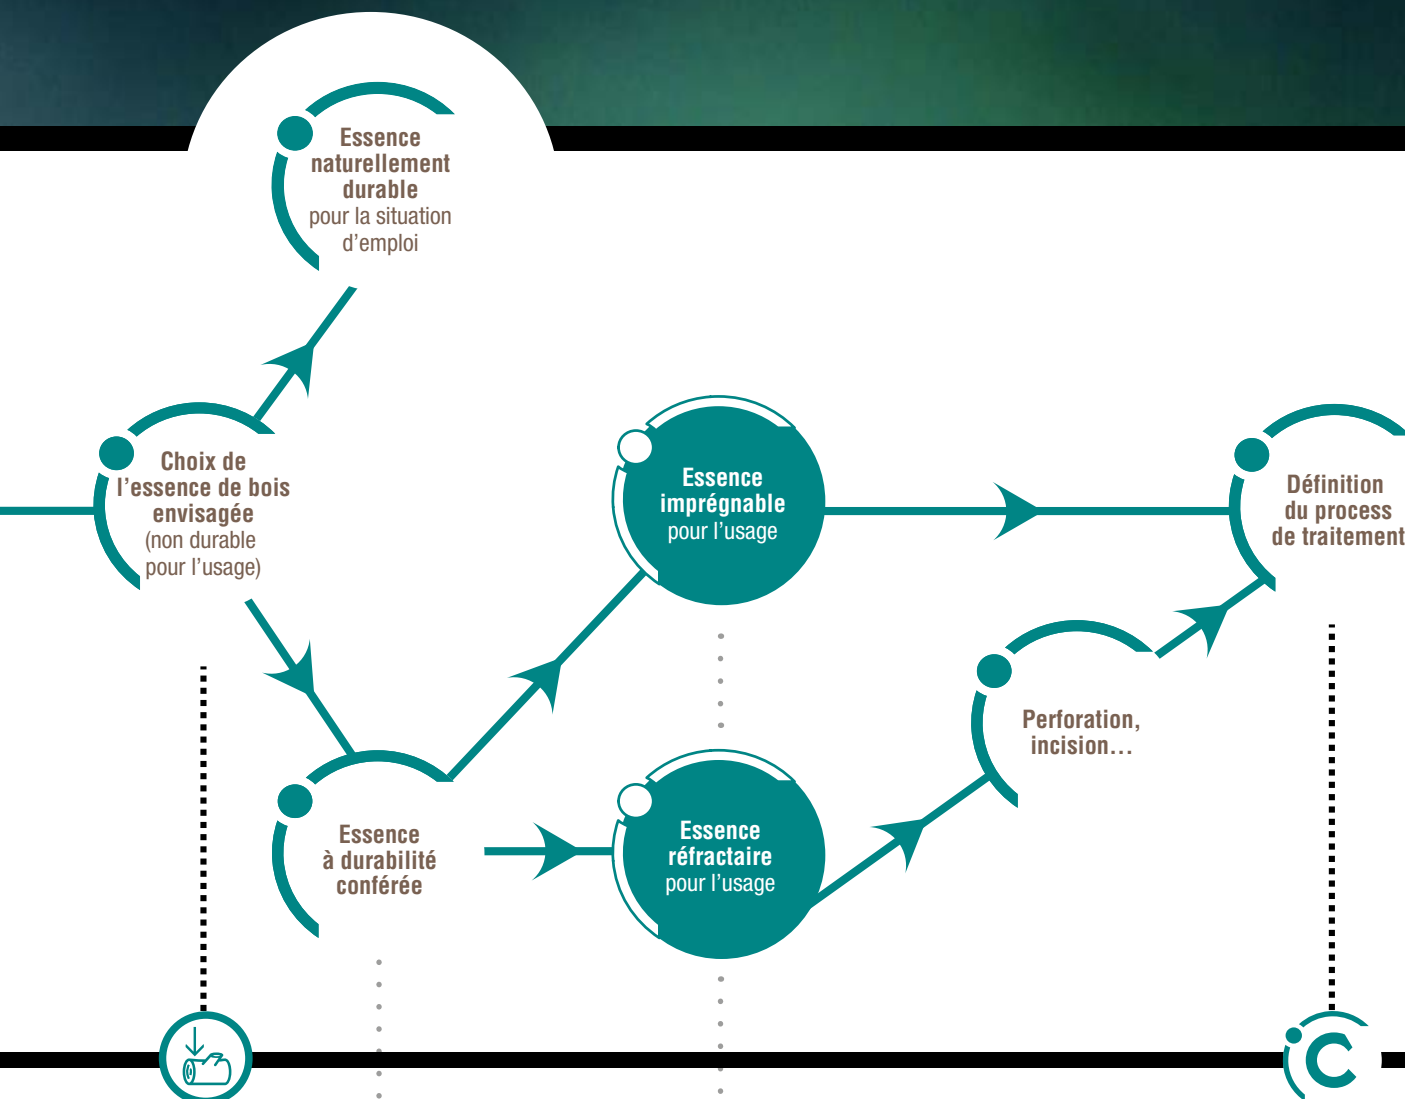 Essence
naturellement
durable
pour la situation
d’emploi
Choix de
l’essence de bois
envisagée
(non durable
pour l’usage)
Essence
imprégnable
pour l’usage
Définition
du process
de traitement
Perforation,
incision…
Essence
à durabilité
conférée
Essence
réfractaire
pour l’usage
C